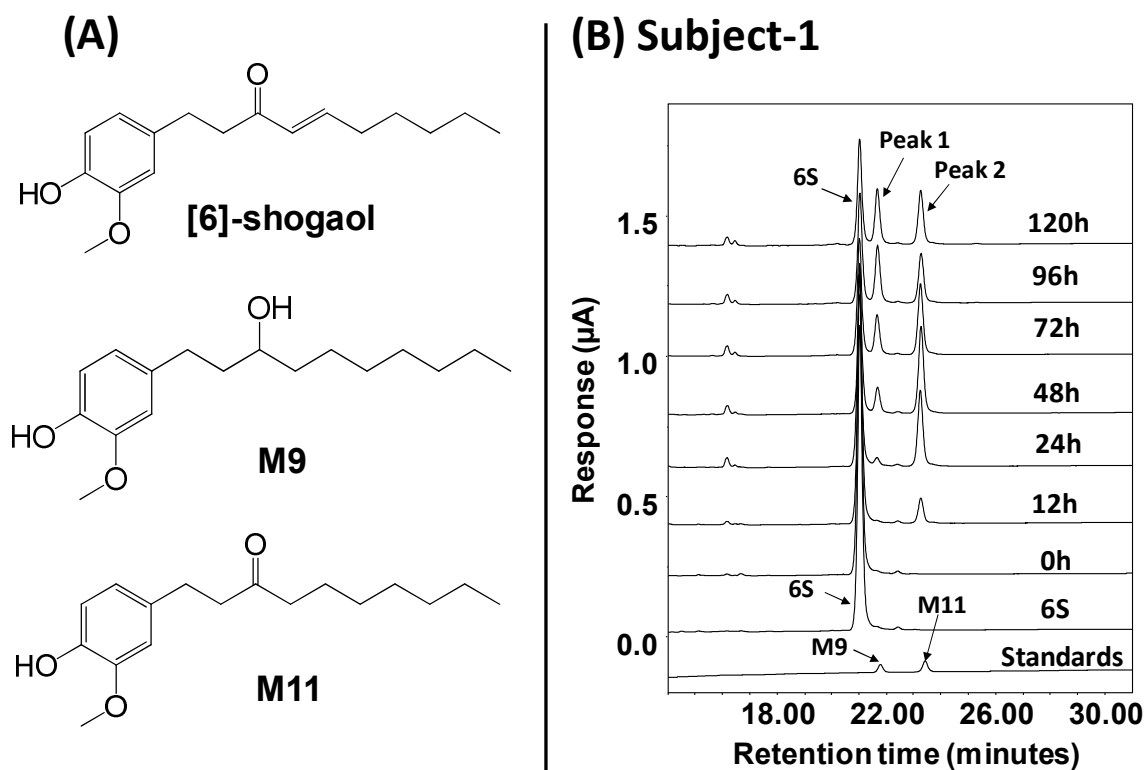 (A)
O
HO
O
[6]-shogaol
OH
HO
O
M9
O
HO
O
M11
(B) Subject-1
Response (µA)
1.5
1.0
0.5
0.0
6S
Peak 1
Peak 2
120h
96h
72h
48h
24h
12h
0h
6S
6S
M9
M11
Standards
18.00 22.00 26.00 30.00
Retention time (minutes)